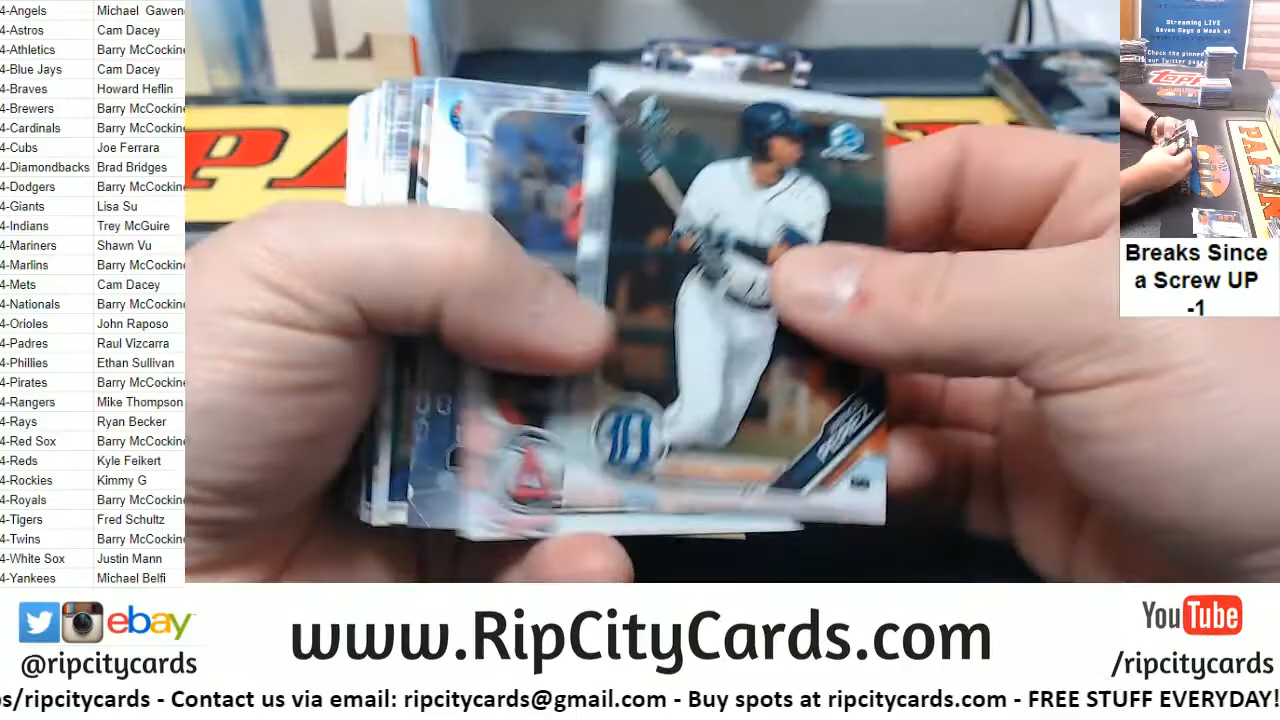 4-Angels Michael Gawen
4-Astros Cam Dacey
4-Athletics Barry McCockine
4-Blue Jays Cam Dacey
4-Braves Howard Heflin
4-Brewers Barry McCockine
4-Cardinals Barry McCockine
4-Cubs Joe Ferrara
4-Diamondbacks Brad Bridges
4-Dodgers Barry McCockine
4-Giants Lisa Su
4-Indians Trey McGuire
4-Mariners Shawn Vu
4-Marlins Barry McCockine
4-Mets Cam Dacey
4-Nationals Barry McCockine
4-Orioles John Raposo
4-Padres Raul Vizcarra
4-Phillies Ethan Sullivan
4-Pirates Barry McCockine
4-Rangers Mike Thompson
4-Rays Ryan Becker
4-Red Sox Barry McCockine
4-Reds Kyle Feikert
4-Rockies Kimmy G
4-Royals Barry McCockine
4-Tigers Fred Schultz
4-Twins Barry McCockine
4-White Sox Justin Mann
4-Yankees Michael Belfi
Streaming LIVE
Seven Days a Week at
Check the pinned
our Twitter page
Topps
PANINI
Breaks Since
a Screw UP
-1
PEREZ
ebay
@ripcitycards
www.RipCityCards.com
YouTube
/ripcitycards
s/ripcitycards - Contact us via email: ripcitycards@gmail.com - Buy spots at ripcitycards.com - FREE STUFF EVERYDAY!